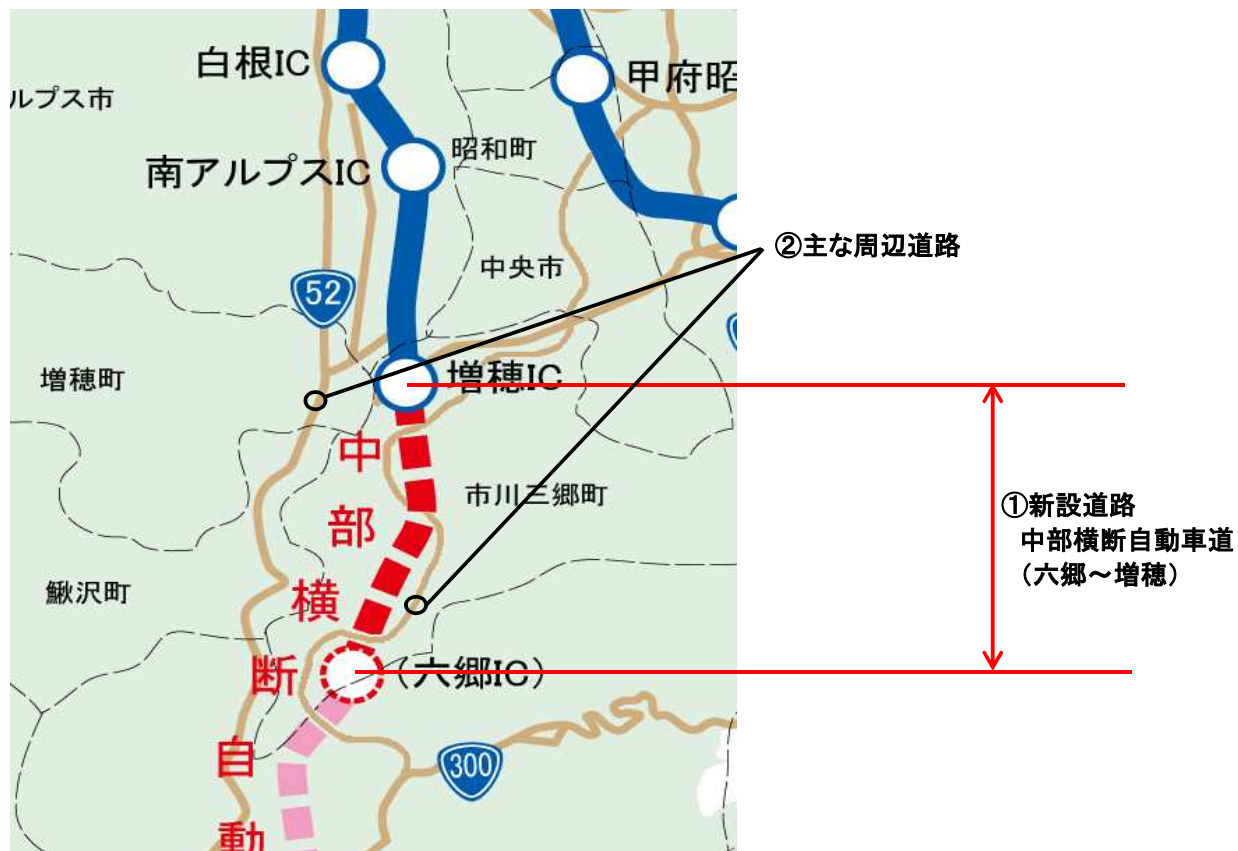 白根IC
甲府昭
ルプス市
昭和町
南アルプスIC
②主な周辺道路
中央市
52
増穂町
増穂IC
中部横断自動
市川三郷町
①新設道路
中部横断自動車道
（六郷～増穂）
鰍沢町
（六郷IC）
300